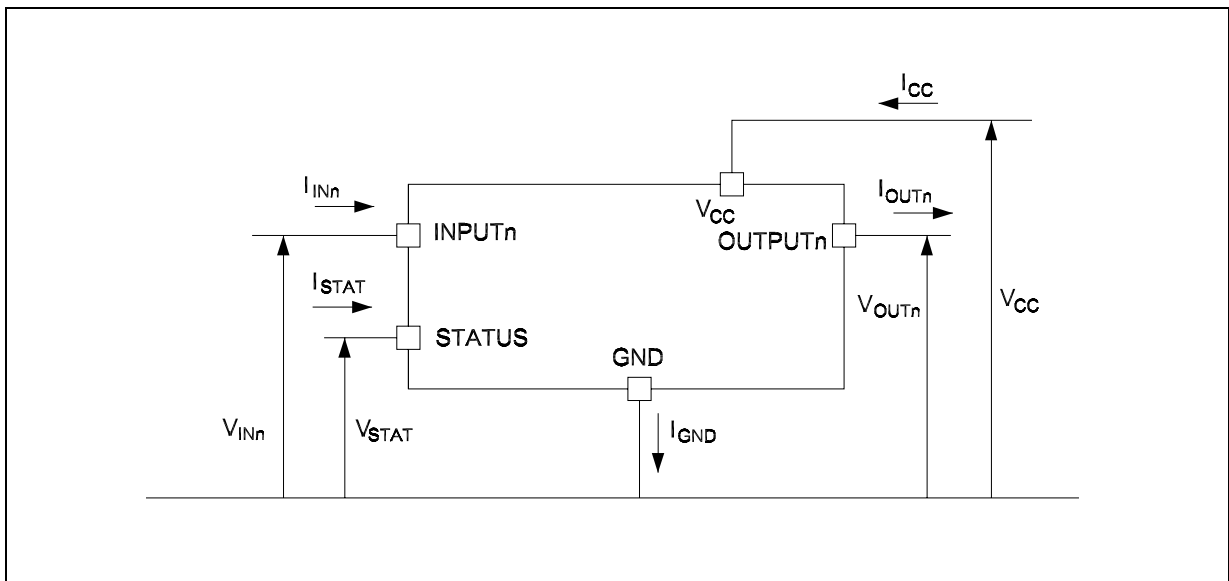 I_CC
I_INn
V_CC
I_OUTn
INPUTn
OUTPUTn
I_STAT
V_OUTn
V_CC
STATUS
GND
V_INn
V_STAT
I_GND